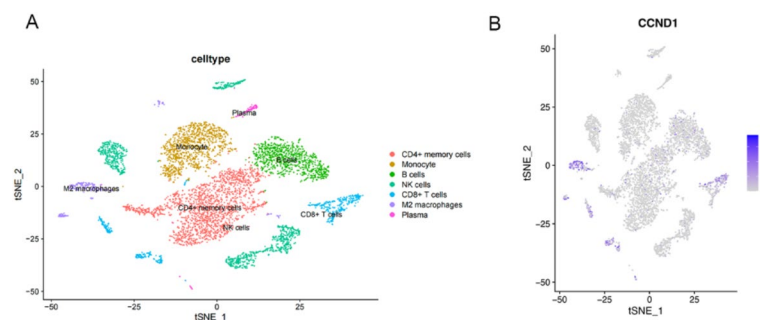 A
celltype
50
25
0
−25
−50
tSNE_2
−50
−25
0
25
tSNE_1
Plasma
Monocyte
B cells
M2 macrophages
CD4+ memory cells
CD8+ T cells
NK cells
CD4+ memory cells
Monocyte
B cells
NK cells
CD8+ T cells
M2 macrophages
Plasma
B
CCND1
50
25
0
−25
−50
tSNE_2
−50
−25
0
25
tSNE_1